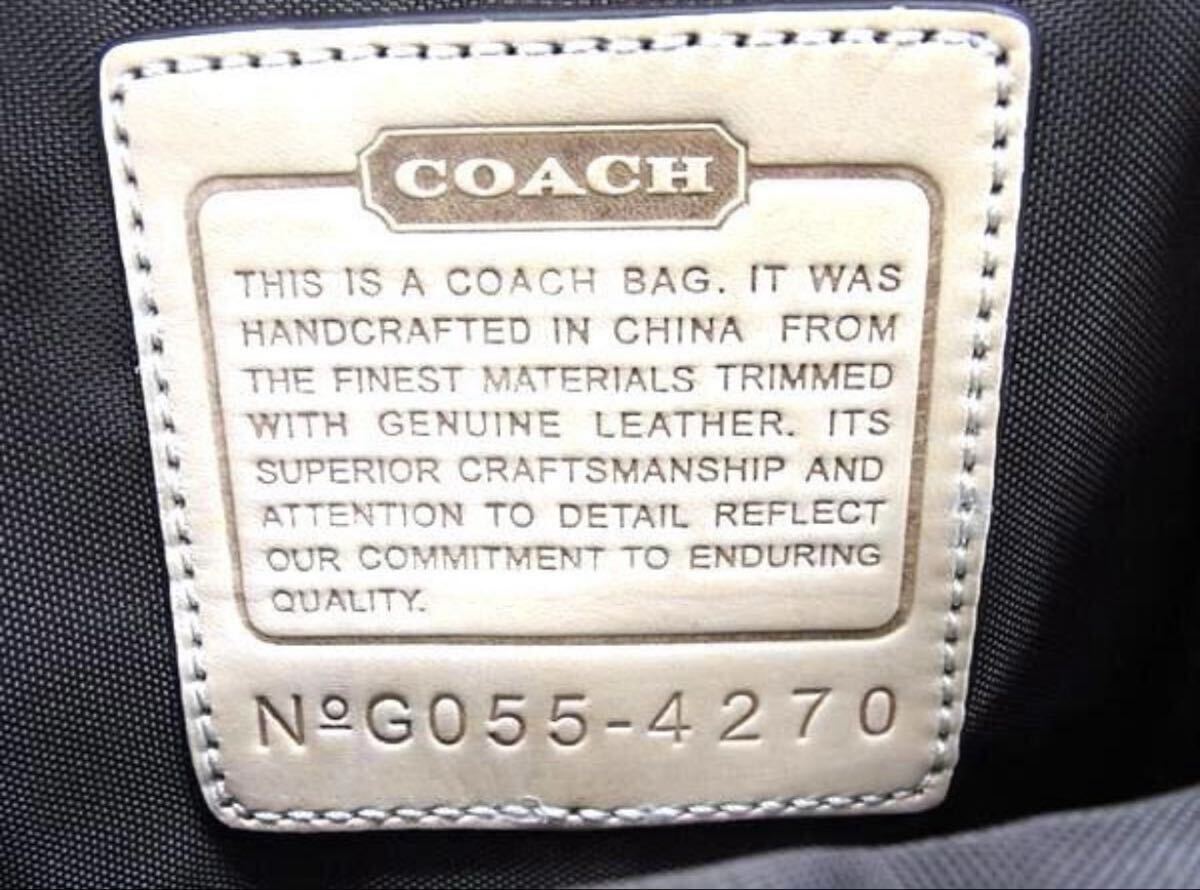 COACH
THIS IS A COACH BAG. IT WAS
HANDCRAFTED IN CHINA FROM
THE FINEST MATERIALS TRIMMED
WITH GENUINE LEATHER. ITS
SUPERIOR CRAFTSMANSHIP AND
ATTENTION TO DETAIL REFLECT
OUR COMMITMENT TO ENDURING
QUALITY.
NºG055-4270